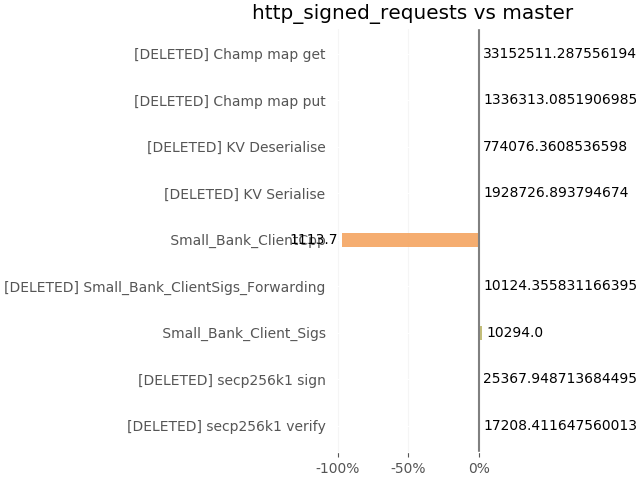 http_signed_requests vs master
[DELETED] Champ map get 33152511.287556194
[DELETED] Champ map put 1336313.0851906985
[DELETED] KV Deserialise 774076.3608536598
[DELETED] KV Serialise 1928726.893794674
Small_Bank_ClientCpp 1113.7
[DELETED] Small_Bank_ClientSigs_Forwarding 10124.355831166395
Small_Bank_Client_Sigs 10294.0
[DELETED] secp256k1 sign 25367.948713684495
[DELETED] secp256k1 verify 17208.411647560013
-100% -50% 0%